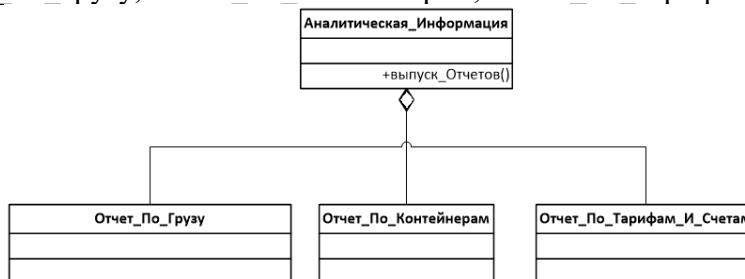 Аналитическая_Информация
+выпуск_Отчетов()
Отчет_По_Грузу
Отчет_По_Контейнерам
Отчет_По_Тарифам_И_Счетам